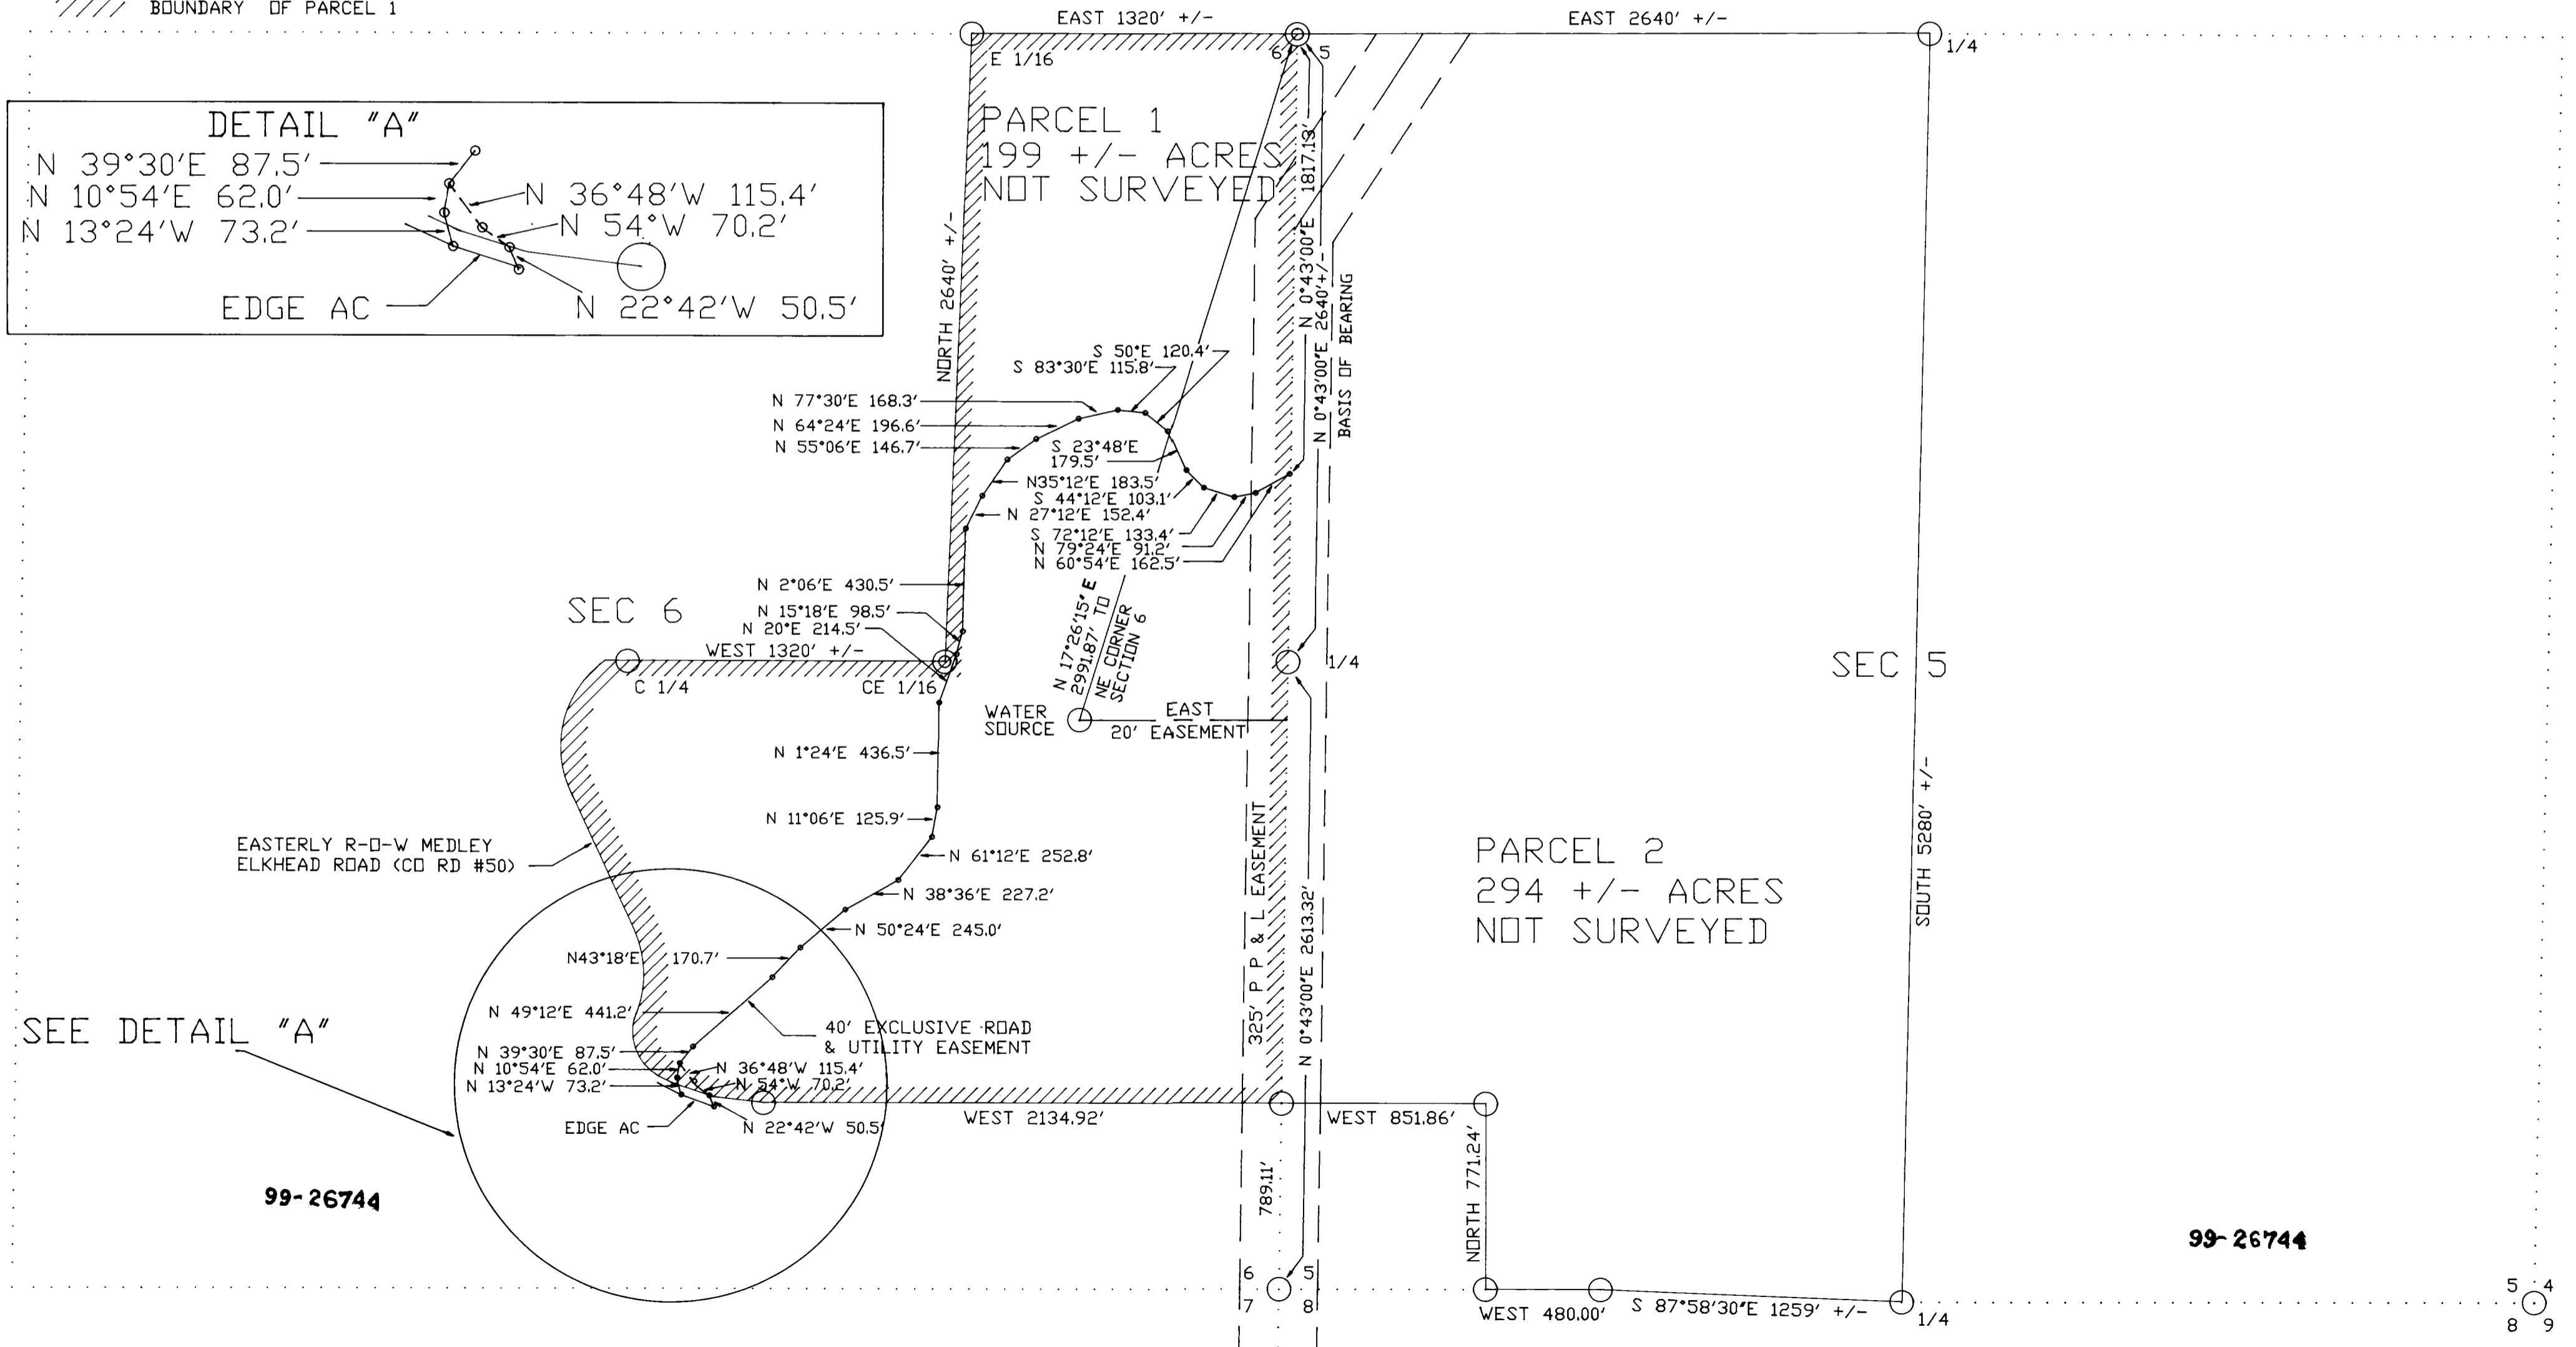 BOUNDARY OF PARCEL 1
EAST 1320' +/-
EAST 2640' +/-
E 1/16
6 5
1/4
DETAIL "A"
N 39°30'E 87.5'
N 10°54'E 62.0'
N 13°24'W 73.2'
N 36°48'W 115.4'
N 54°W 70.2'
EDGE AC
N 22°42'W 50.5'
PARCEL 1
199 +/- ACRES
NOT SURVEYED
NORTH 2640' +/-
N 0°43'00"E 1817.13'
N 0°43'00"E 2640'+/-
BASIS OF BEARING
S 50°E 120.4'
S 83°30'E 115.8'
N 77°30'E 168.3'
N 64°24'E 196.6'
N 55°06'E 146.7'
S 23°48'E
179.5'
N35°12'E 183.5'
S 44°12'E 103.1'
N 27°12'E 152.4'
S 72°12'E 133.4'
N 79°24'E 91.2'
N 60°54'E 162.5'
N 2°06'E 430.5'
N 15°18'E 98.5'
N 20°E 214.5'
SEC 6
WEST 1320' +/-
C 1/4
CE 1/16
N 17°26'15"E
2991.87' TO
NE CORNER
SECTION 6
1/4
SEC 5
WATER
SOURCE
EAST
20' EASEMENT
N 1°24'E 436.5'
N 11°06'E 125.9'
EASTERLY R-O-W MEDLEY
ELKHEAD ROAD (CO RD #50)
N 61°12'E 252.8'
N 38°36'E 227.2'
N 50°24'E 245.0'
N43°18'E 170.7'
325' P P & L EASEMENT
N 0°43'00"E 2613.32'
PARCEL 2
294 +/- ACRES
NOT SURVEYED
SOUTH 5280' +/-
SEE DETAIL "A"
N 49°12'E 441.2'
40' EXCLUSIVE ROAD
& UTILITY EASEMENT
N 39°30'E 87.5'
N 10°54'E 62.0'
N 13°24'W 73.2'
N 36°48'W 115.4'
N 54°W 70.2'
EDGE AC
N 22°42'W 50.5'
WEST 2134.92'
WEST 851.86'
789.11'
NORTH 771.24'
99-26744
99-26744
6 5
7 8
WEST 480.00'
S 87°58'30"E 1259' +/-
1/4
5 4
8 9